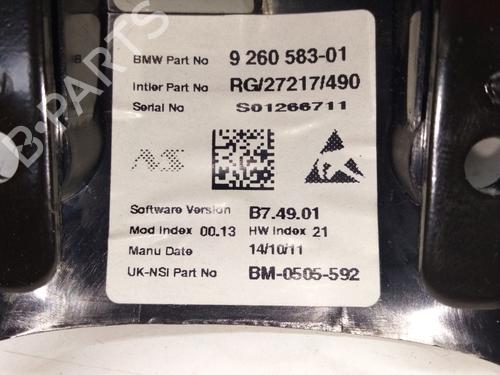 B-PARTS
BMW Part No 9 260 583-01
Intier Part No RG/27217/490
Serial No S01266711
AS
Software Version B7.49.01
Mod Index 00.13 HW Index 21
Manu Date 14/10/11
UK-NSI Part No BM-0505-592